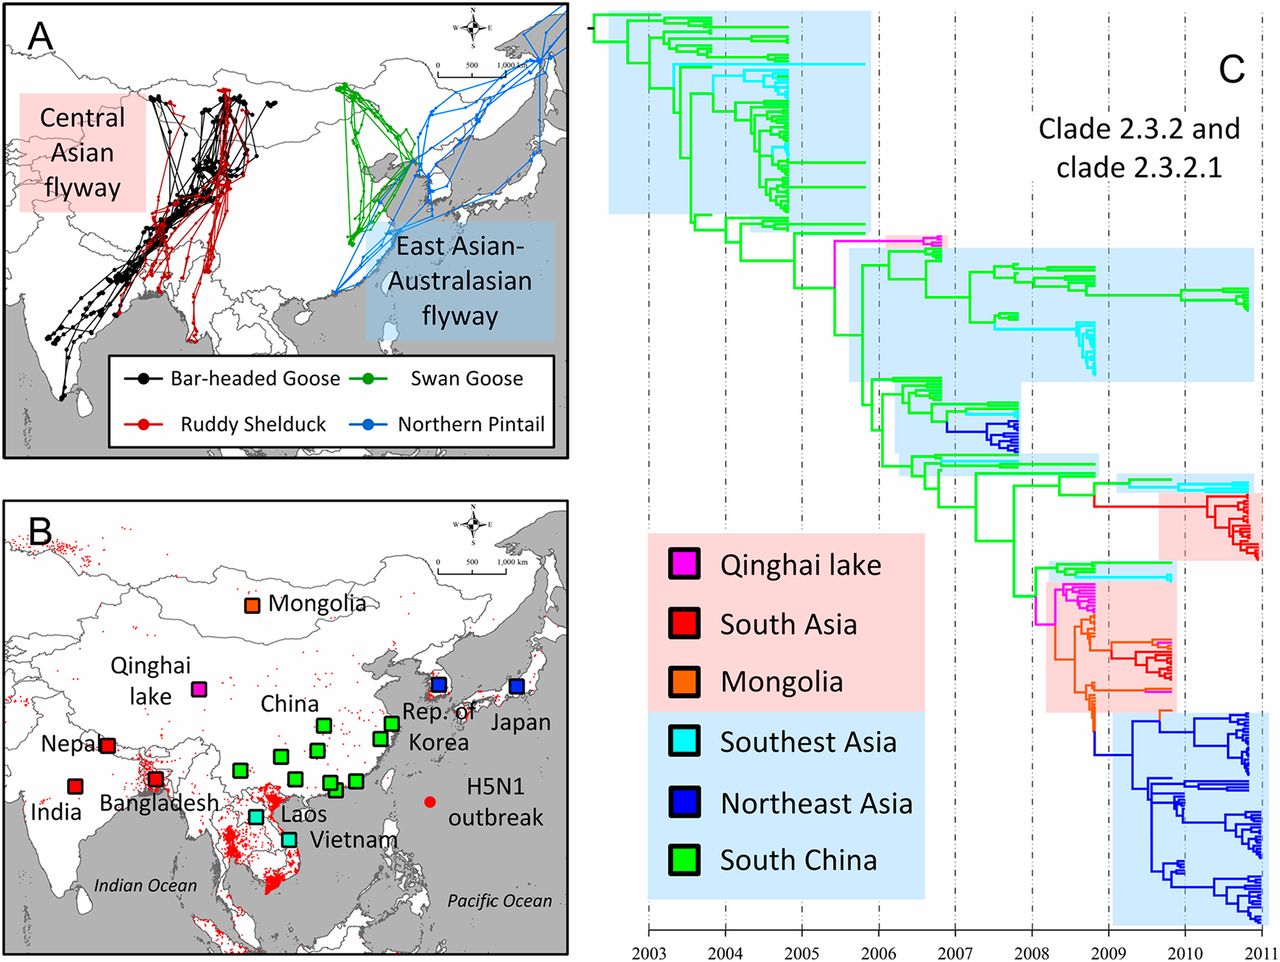 A
N
W
E
S
0 500 1,000 km
Central
Asian
flyway
East Asian-
Australasian
flyway
Bar-headed Goose
Swan Goose
Ruddy Shelduck
Northern Pintail
B
N
W
E
S
0 500 1,000 km
Mongolia
Qinghai
lake
China
Rep. of
Korea
Japan
Nepal
India
Bangladesh
Laos
Vietnam
H5N1
outbreak
Indian Ocean
Pacific Ocean
C
Clade 2.3.2 and
clade 2.3.2.1
Qinghai lake
South Asia
Mongolia
Southest Asia
Northeast Asia
South China
2003 2004 2005 2006 2007 2008 2009 2010 2011